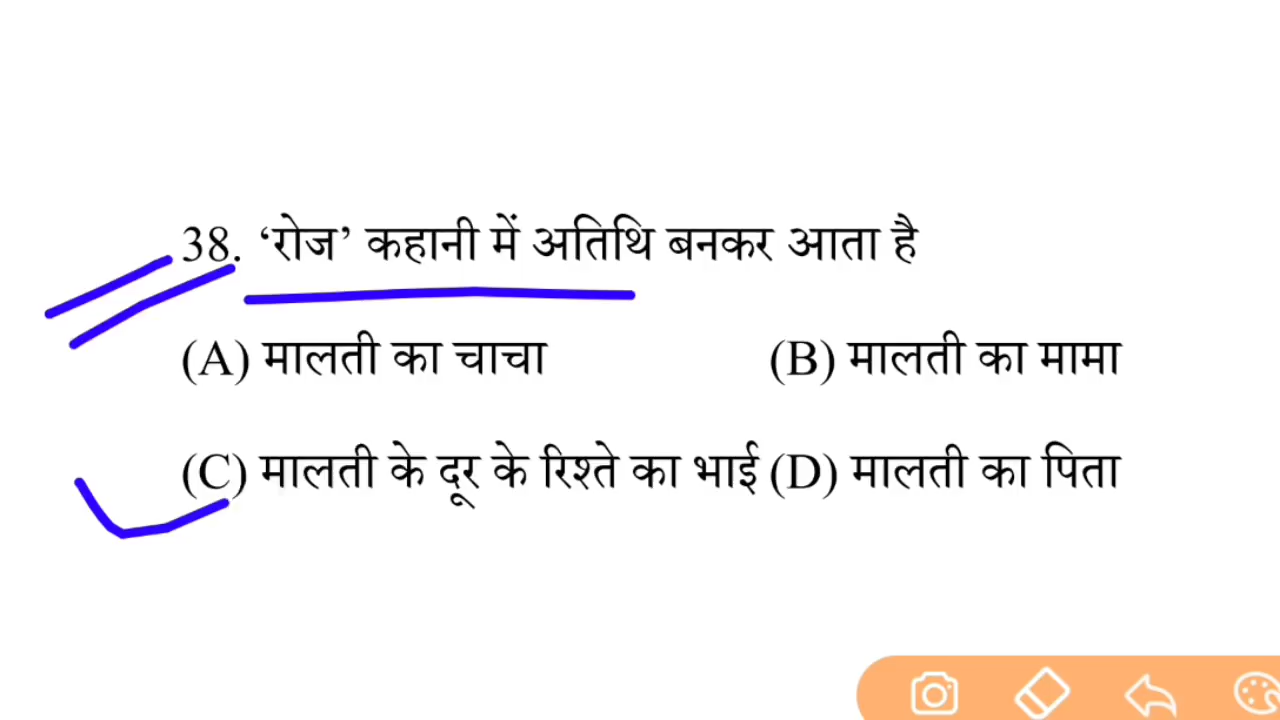 38. ‘रोज’ कहानी में अतिथि बनकर आता है
(A) मालती का चाचा (B) मालती का मामा
(C) मालती के दूर के रिश्ते का भाई (D) मालती का पिता